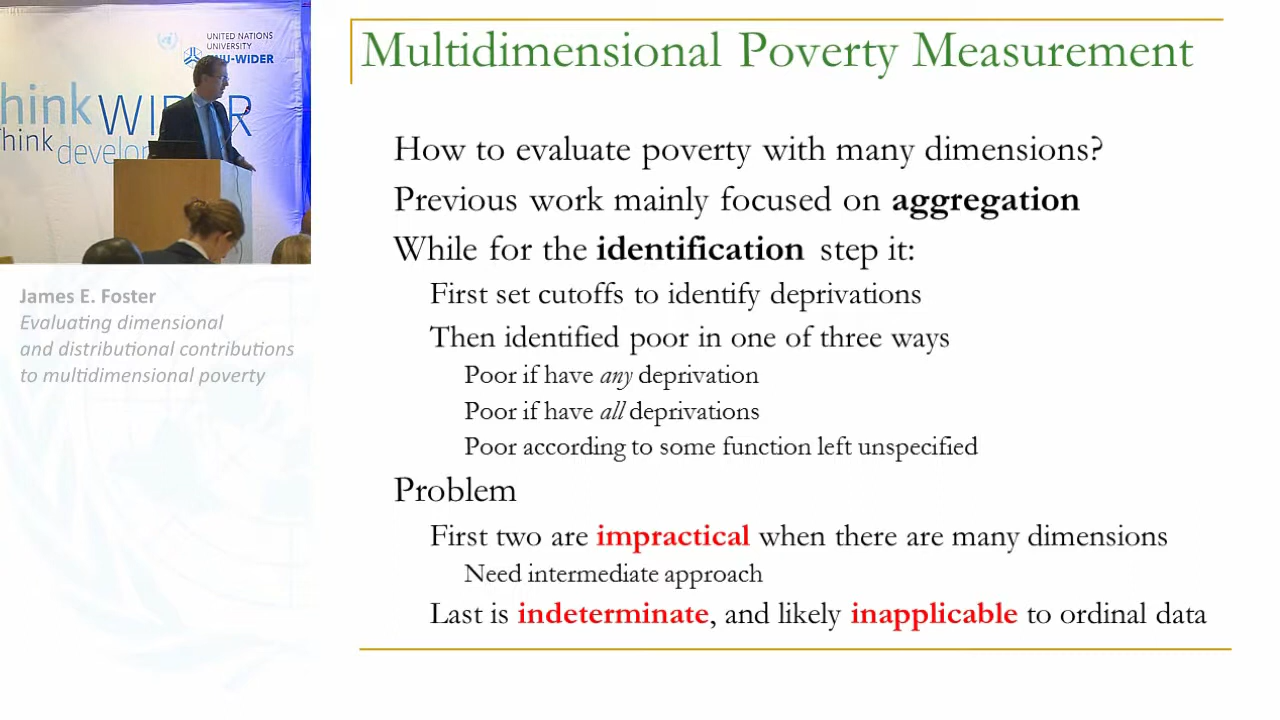 UNITED NATIONS
UNIVERSITY
UNU-WIDER
think WIDER
think development
James E. Foster
Evaluating dimensional
and distributional contributions
to multidimensional poverty
Multidimensional Poverty Measurement
How to evaluate poverty with many dimensions?
Previous work mainly focused on aggregation
While for the identification step it:
First set cutoffs to identify deprivations
Then identified poor in one of three ways
Poor if have any deprivation
Poor if have all deprivations
Poor according to some function left unspecified
Problem
First two are impractical when there are many dimensions
Need intermediate approach
Last is indeterminate, and likely inapplicable to ordinal data